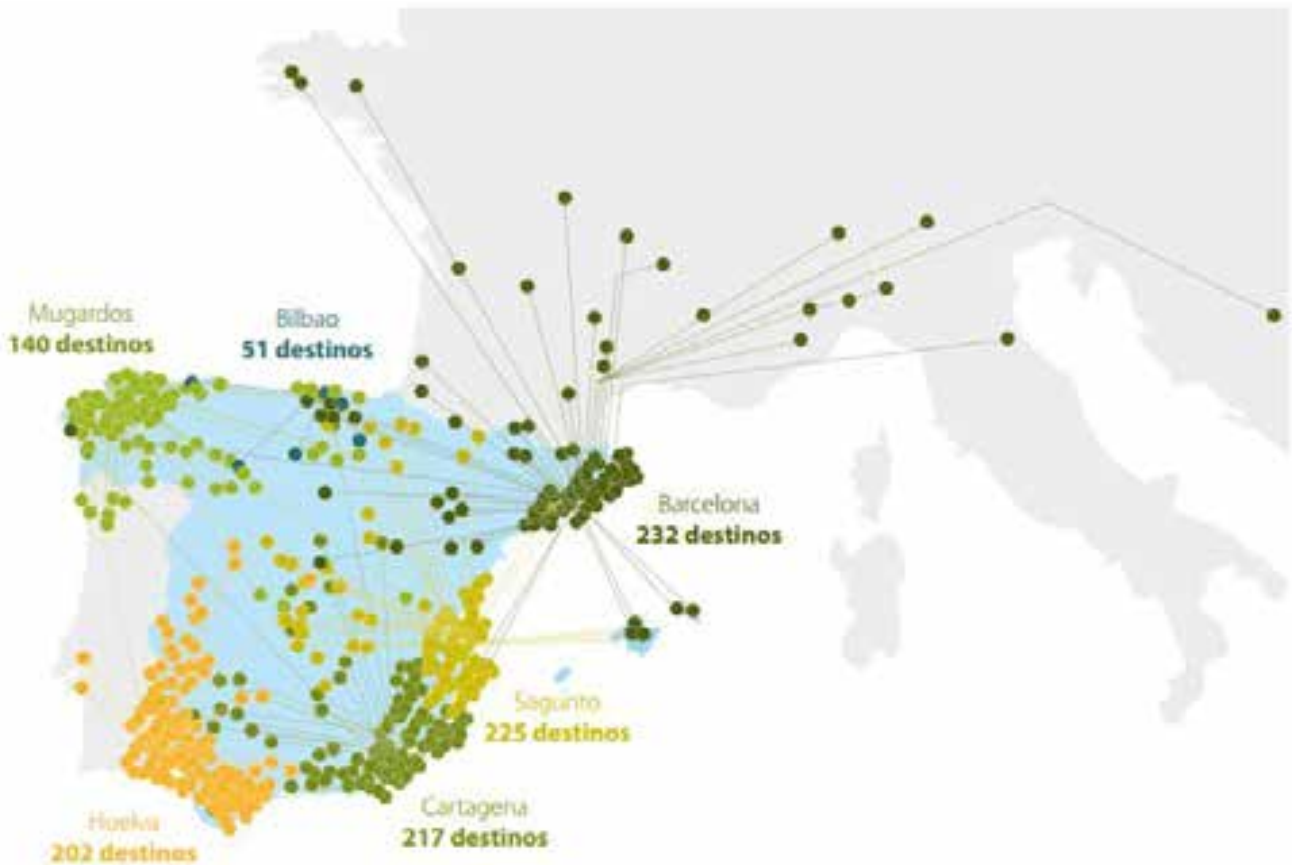 Mugardos
140 destinos
Bilbao
51 destinos
Barcelona
232 destinos
Sagunto
225 destinos
Cartagena
217 destinos
Huelva
202 destinos